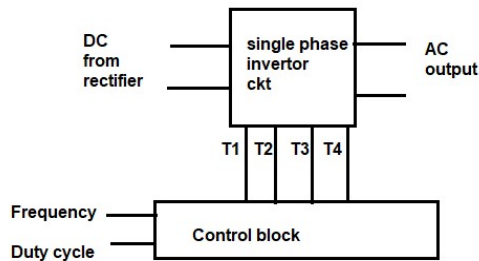 DC
from
rectifier
single phase
invertor
ckt
AC
output
T1 T2 T3 T4
Frequency
Duty cycle
Control block